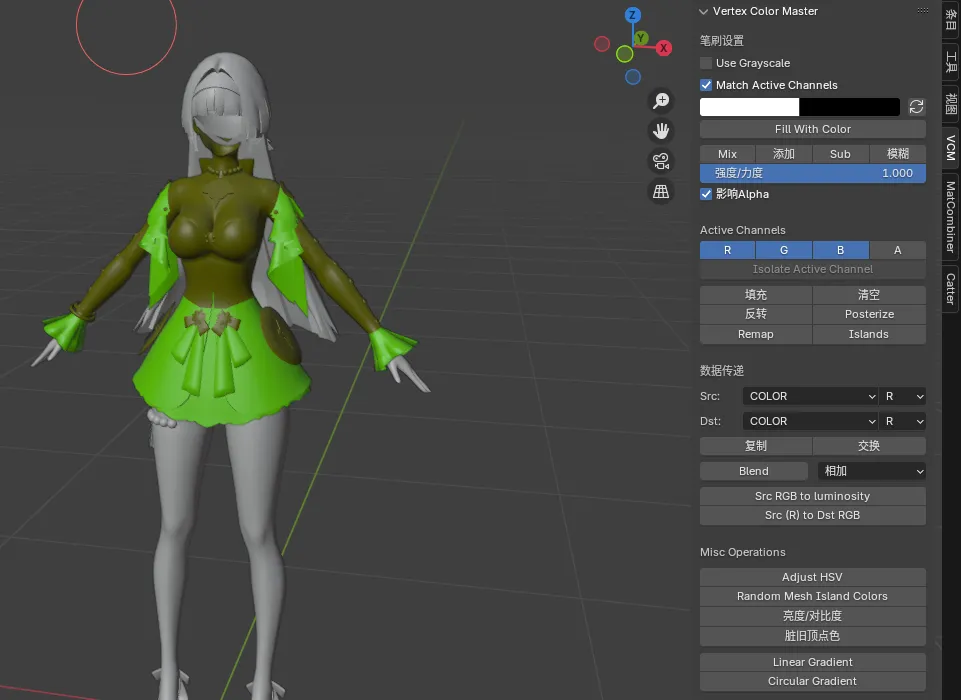 Vertex Color Master
笔刷设置
Use Grayscale
Match Active Channels
Fill With Color
Mix 添加 Sub 模糊
强度/力度 1.000
影响Alpha
Active Channels
R G B A
Isolate Active Channel
填充 清空
反转 Posterize
Remap Islands
数据传递
Src: COLOR R
Dst: COLOR R
复制 交换
Blend 相加
Src RGB to luminosity
Src (R) to Dst RGB
Misc Operations
Adjust HSV
Random Mesh Island Colors
亮度/对比度
脏旧顶点色
Linear Gradient
Circular Gradient
Z
Y
X
条目
工具
视图
VCM
MatCombiner
Catter